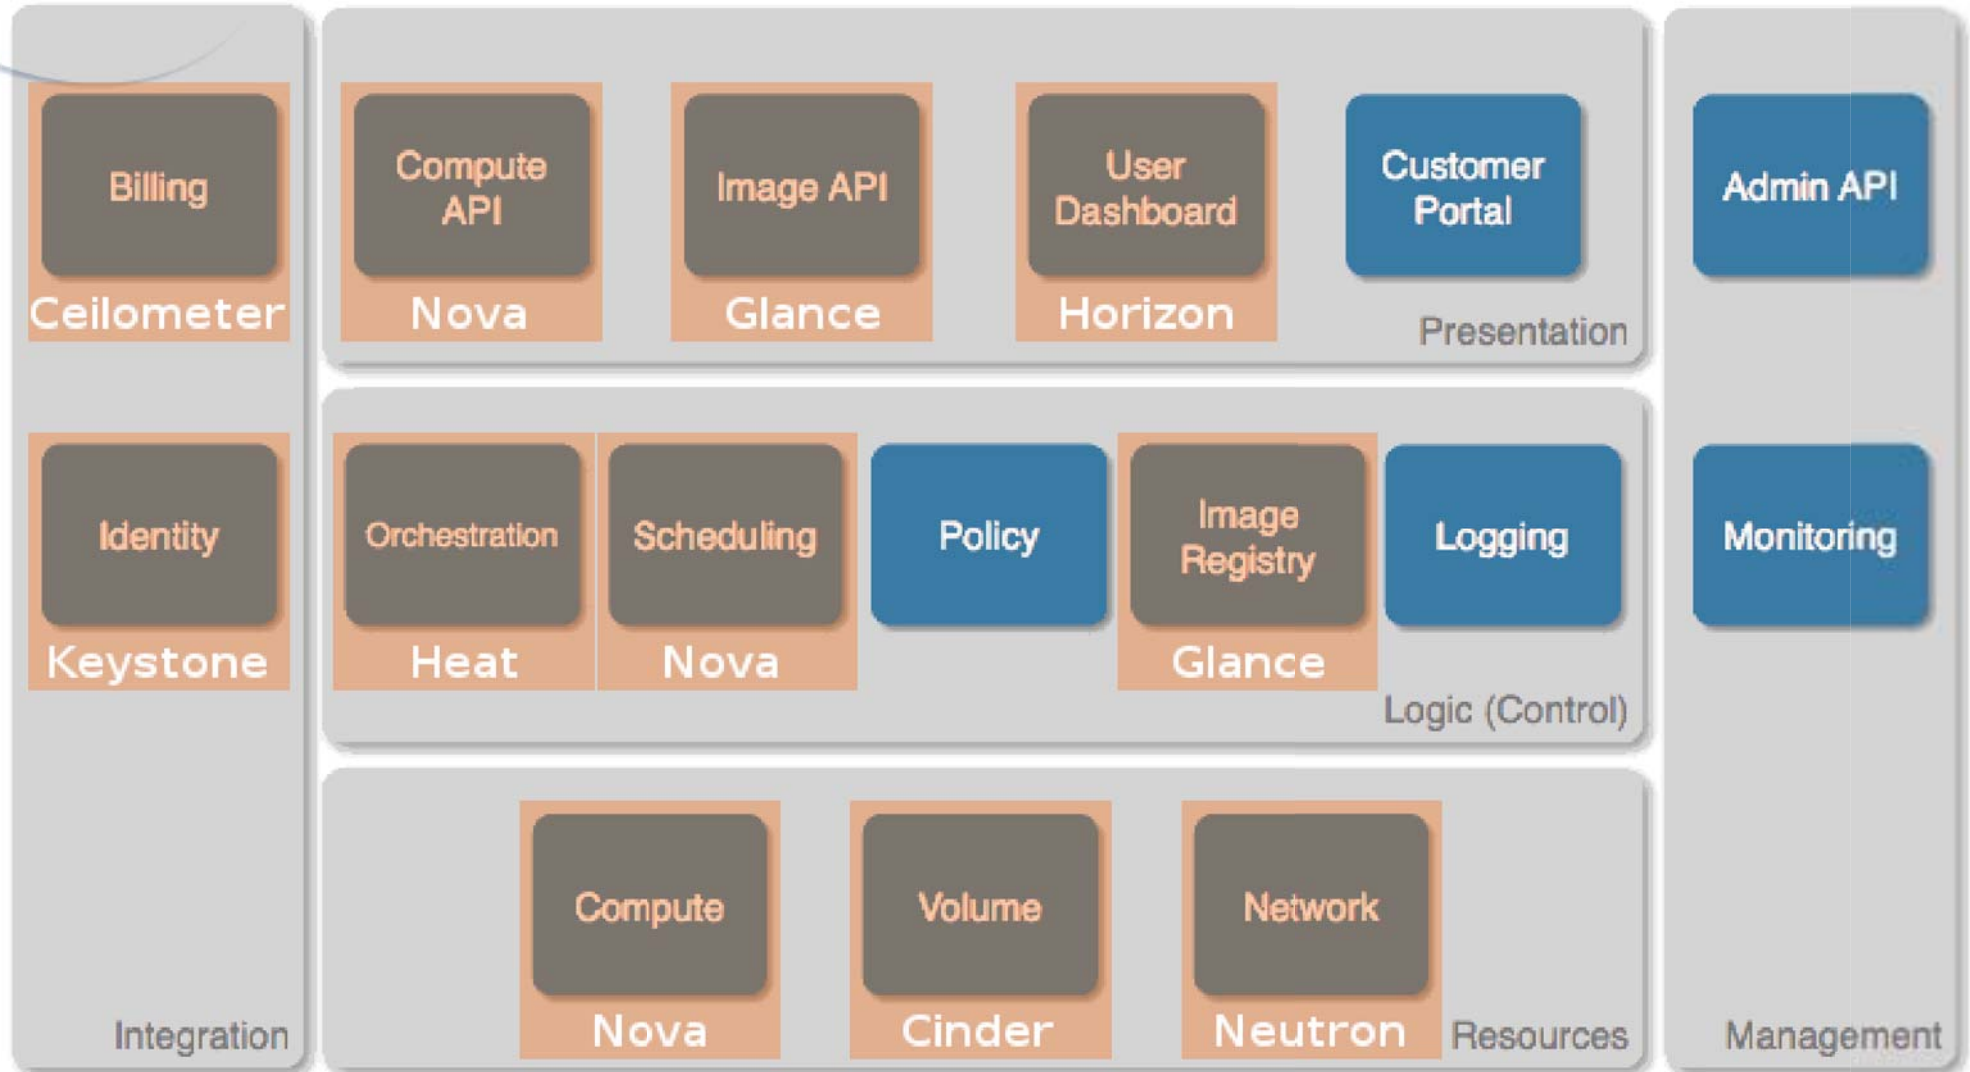 Billing
Ceilometer
Identity
Keystone
Integration
Compute
API
Nova
Image API
Glance
User
Dashboard
Horizon
Customer
Portal
Presentation
Orchestration
Heat
Scheduling
Nova
Policy
Image
Registry
Glance
Logging
Logic (Control)
Compute
Nova
Volume
Cinder
Network
Neutron
Resources
Admin API
Monitoring
Management